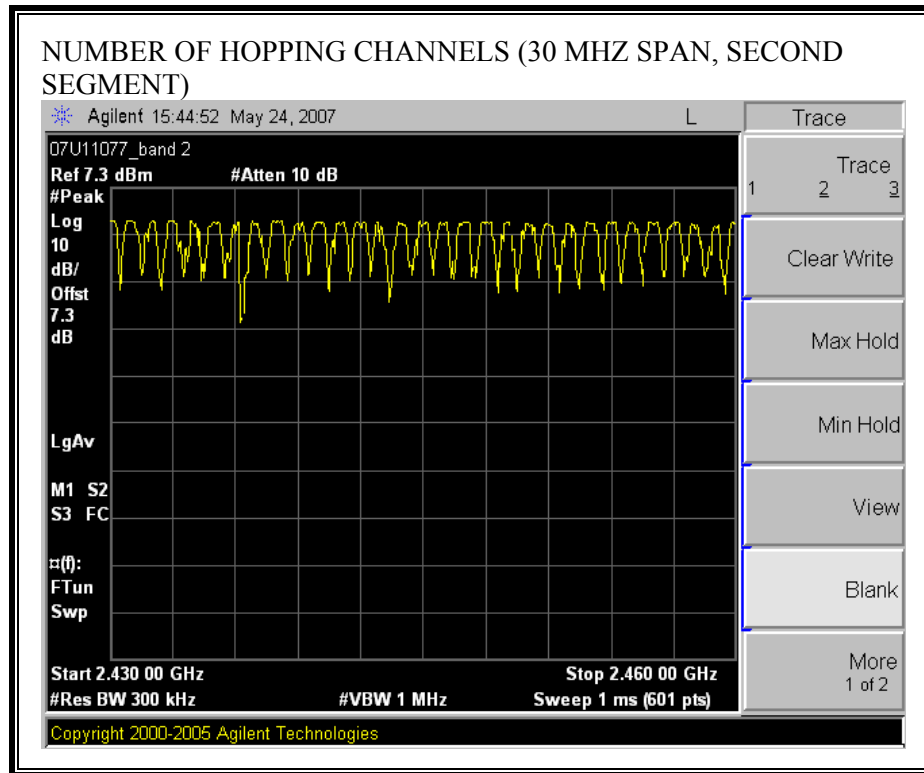 NUMBER OF HOPPING CHANNELS (30 MHZ SPAN, SECOND
SEGMENT)
Agilent 15:44:52 May 24, 2007 L
Trace
07U11077_band 2
Ref 7.3 dBm #Atten 10 dB
#Peak
Log
10
dB/
Offst
7.3
dB
LgAv
M1 S2
S3 FC
¤(f):
FTun
Swp
Start 2.430 00 GHz Stop 2.460 00 GHz
#Res BW 300 kHz #VBW 1 MHz Sweep 1 ms (601 pts)
Copyright 2000-2005 Agilent Technologies
Trace
1 2 3
Clear Write
Max Hold
Min Hold
View
Blank
More
1 of 2